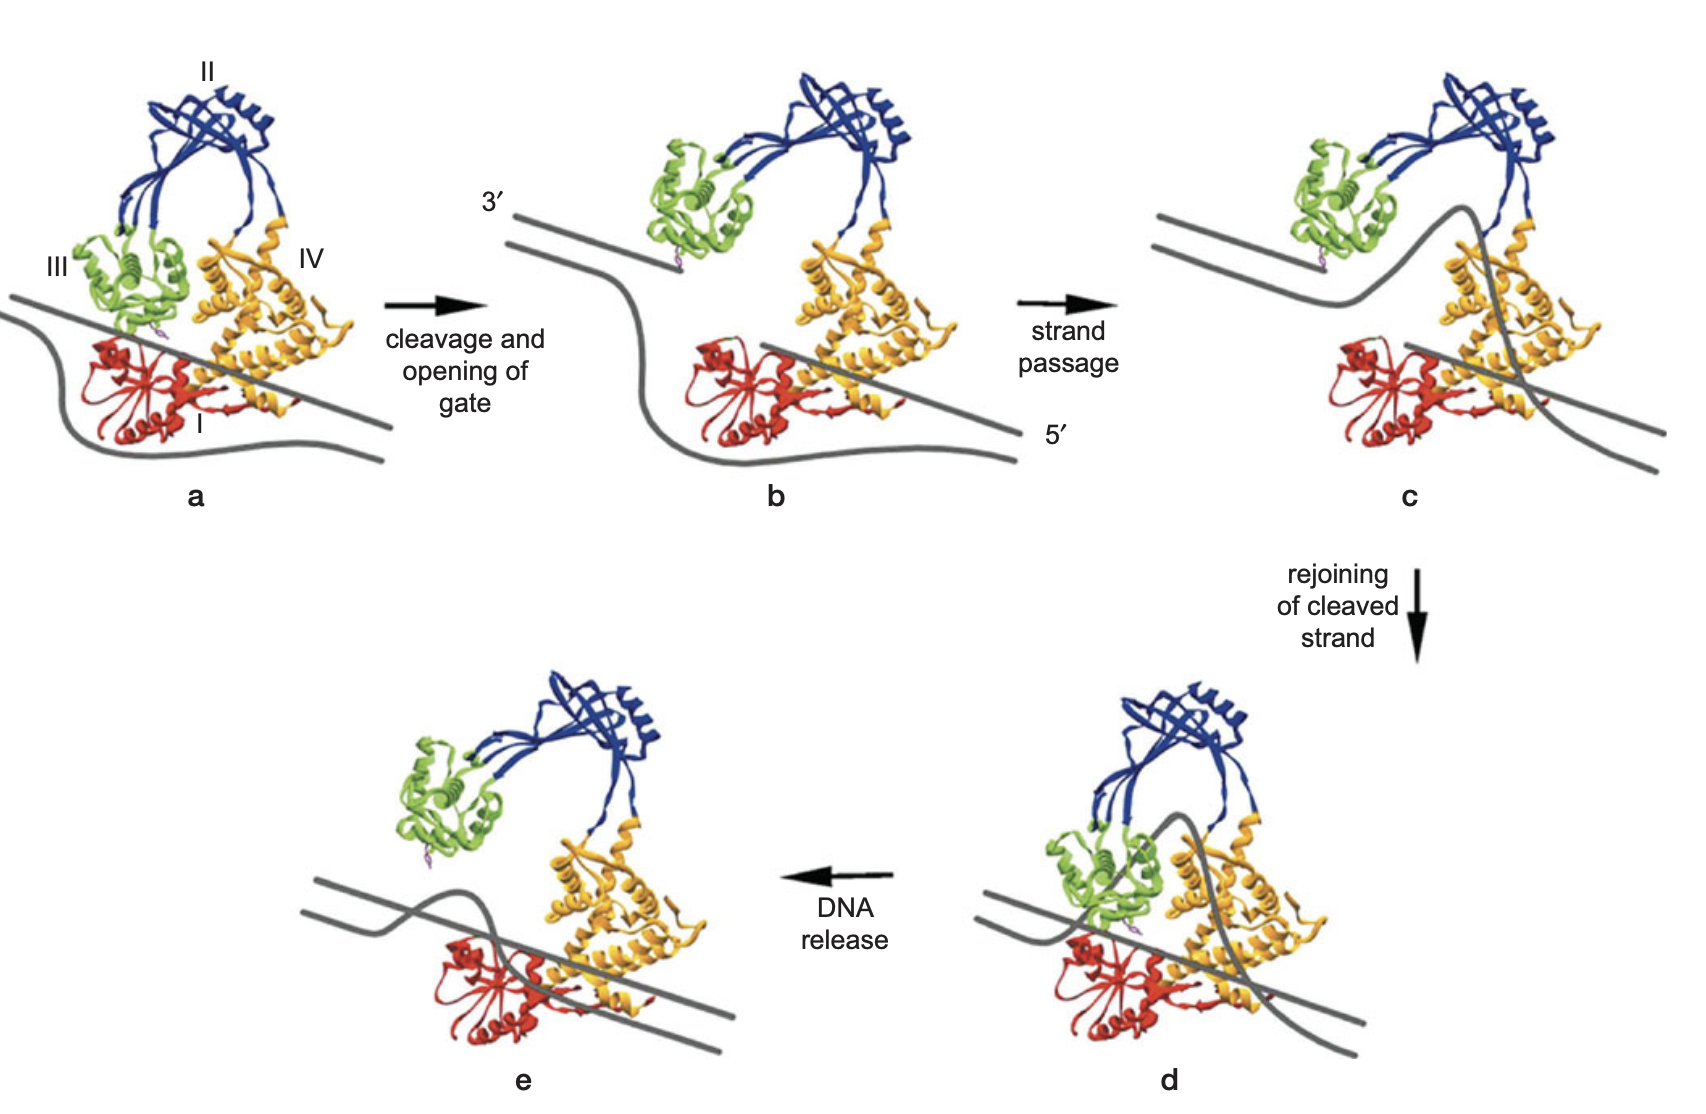 II
III
IV
I
a
cleavage and
opening of
gate
3′
5′
b
strand
passage
c
rejoining
of cleaved
strand
d
DNA
release
e